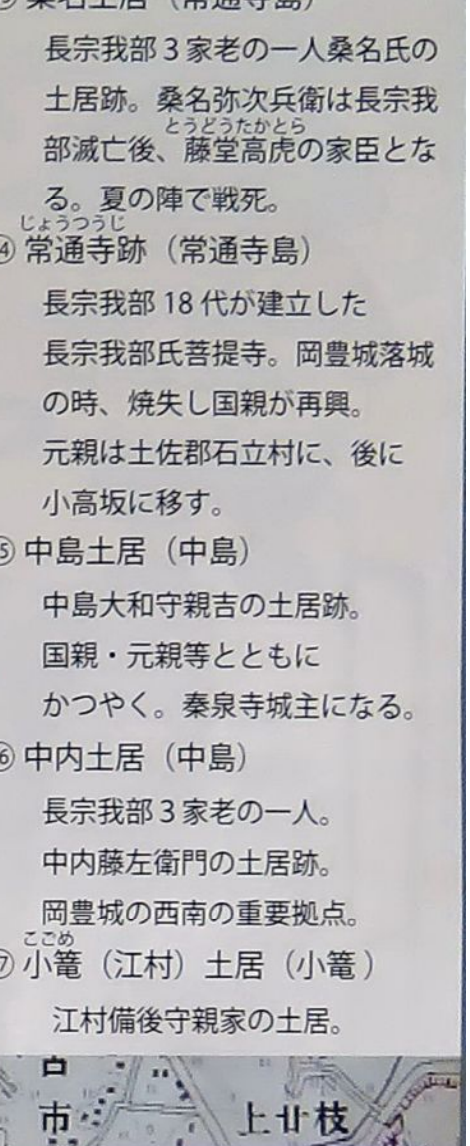 ③ 桑名土居（常通寺島）
長宗我部３家老の一人桑名氏の
土居跡。桑名弥次兵衛は長宗我
とうどうたかとら
部滅亡後、藤堂高虎の家臣とな
る。夏の陣で戦死。
じょうつうじ
④ 常通寺跡（常通寺島）
長宗我部 18 代が建立した
長宗我部氏菩提寺。岡豊城落城
の時、焼失し国親が再興。
元親は土佐郡石立村に、後に
小高坂に移す。
⑤ 中島土居（中島）
中島大和守親吉の土居跡。
国親・元親等とともに
かつやく。秦泉寺城主になる。
⑥ 中内土居（中島）
長宗我部３家老の一人。
中内藤左衛門の土居跡。
岡豊城の西南の重要拠点。
こごめ
⑦ 小篭（江村）土居（小篭 ）
江村備後守親家の土居。
市
上廿枝